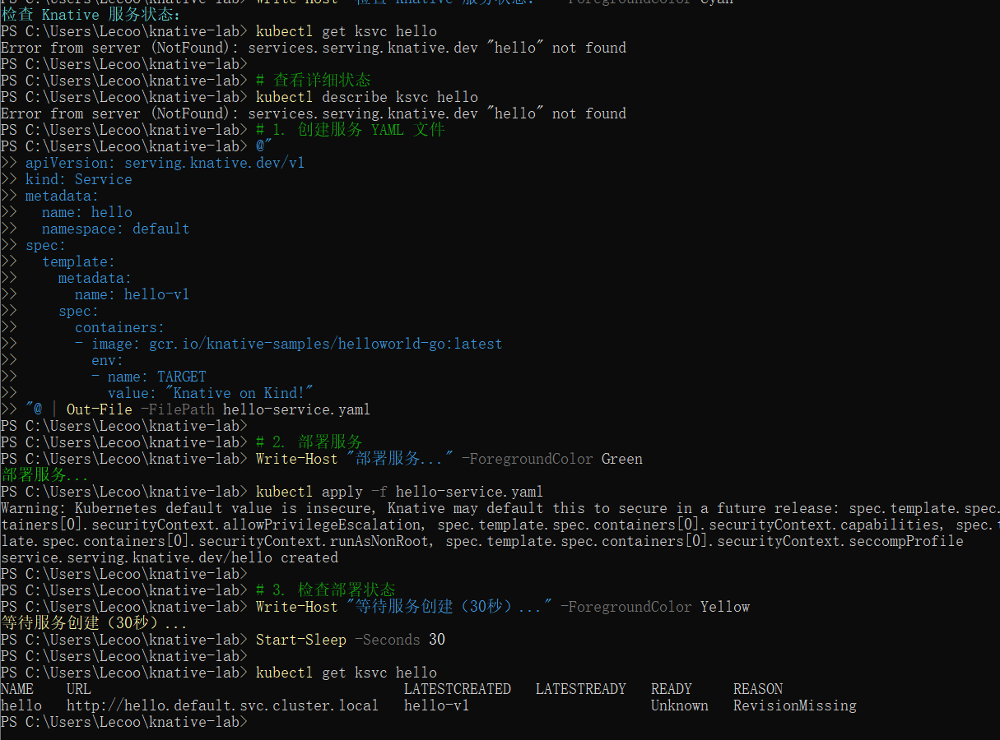 PS C:\Users\Lecoo\knative-lab> Write-Host "检查 Knative 服务状态:" -ForegroundColor Cyan
检查 Knative 服务状态:
PS C:\Users\Lecoo\knative-lab> kubectl get ksvc hello
Error from server (NotFound): services.serving.knative.dev "hello" not found
PS C:\Users\Lecoo\knative-lab>
PS C:\Users\Lecoo\knative-lab> # 查看详细状态
PS C:\Users\Lecoo\knative-lab> kubectl describe ksvc hello
Error from server (NotFound): services.serving.knative.dev "hello" not found
PS C:\Users\Lecoo\knative-lab> # 1. 创建服务 YAML 文件
PS C:\Users\Lecoo\knative-lab> @"
>> apiVersion: serving.knative.dev/v1
>> kind: Service
>> metadata:
>>   name: hello
>>   namespace: default
>> spec:
>>   template:
>>     metadata:
>>       name: hello-v1
>>     spec:
>>       containers:
>>       - image: gcr.io/knative-samples/helloworld-go:latest
>>         env:
>>         - name: TARGET
>>           value: "Knative on Kind!"
>> "@ | Out-File -FilePath hello-service.yaml
PS C:\Users\Lecoo\knative-lab>
PS C:\Users\Lecoo\knative-lab> # 2. 部署服务
PS C:\Users\Lecoo\knative-lab> Write-Host "部署服务..." -ForegroundColor Green
部署服务...
PS C:\Users\Lecoo\knative-lab> kubectl apply -f hello-service.yaml
Warning: Kubernetes default value is insecure, Knative may default this to secure in a future release: spec.template.spec.
tainers[0].securityContext.allowPrivilegeEscalation, spec.template.spec.containers[0].securityContext.capabilities, spec.t
late.spec.containers[0].securityContext.runAsNonRoot, spec.template.spec.containers[0].securityContext.seccompProfile
service.serving.knative.dev/hello created
PS C:\Users\Lecoo\knative-lab>
PS C:\Users\Lecoo\knative-lab> # 3. 检查部署状态
PS C:\Users\Lecoo\knative-lab> Write-Host "等待服务创建（30秒）..." -ForegroundColor Yellow
等待服务创建（30秒）...
PS C:\Users\Lecoo\knative-lab> Start-Sleep -Seconds 30
PS C:\Users\Lecoo\knative-lab>
PS C:\Users\Lecoo\knative-lab> kubectl get ksvc hello
NAME    URL                                      LATESTCREATED   LATESTREADY   READY     REASON
hello   http://hello.default.svc.cluster.local   hello-v1                      Unknown   RevisionMissing
PS C:\Users\Lecoo\knative-lab>